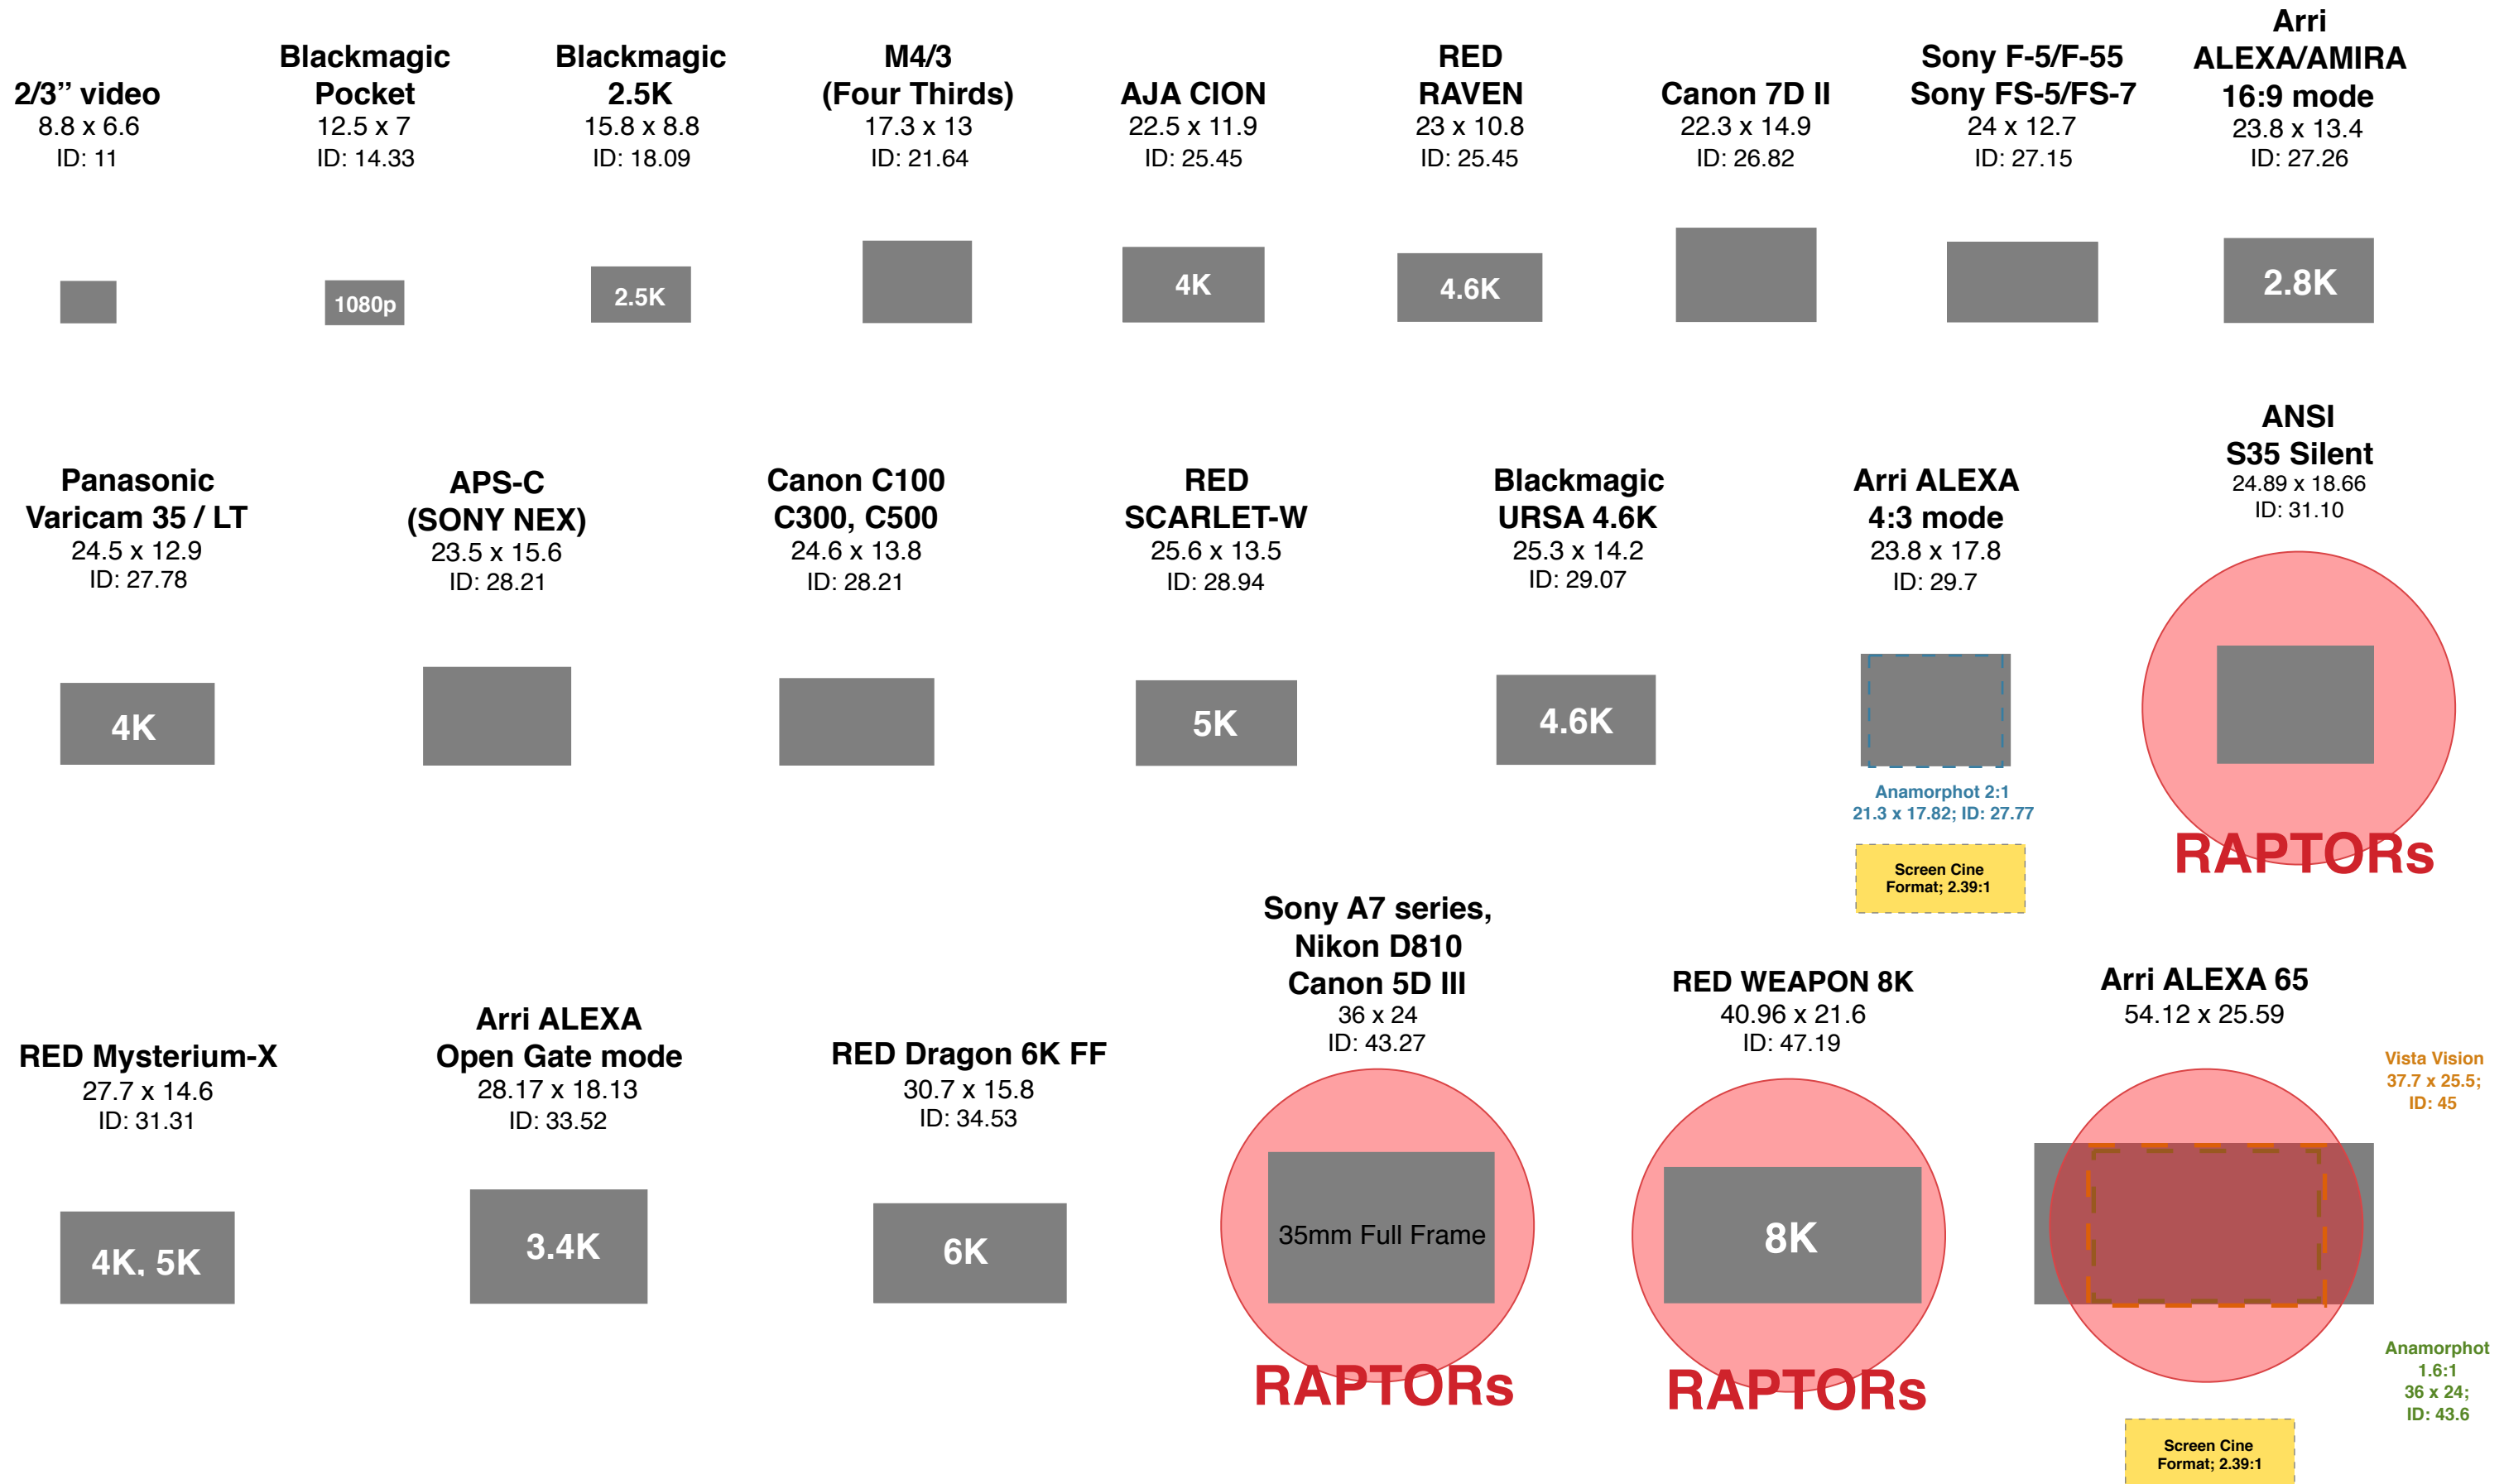 2/3” video
8.8 x 6.6
ID: 11
Blackmagic
Pocket
12.5 x 7
ID: 14.33
1080p
Blackmagic
2.5K
15.8 x 8.8
ID: 18.09
2.5K
M4/3
(Four Thirds)
17.3 x 13
ID: 21.64
AJA CION
22.5 x 11.9
ID: 25.45
4K
RED
RAVEN
23 x 10.8
ID: 25.45
4.6K
Canon 7D II
22.3 x 14.9
ID: 26.82
Sony F-5/F-55
Sony FS-5/FS-7
24 x 12.7
ID: 27.15
Arri
ALEXA/AMIRA
16:9 mode
23.8 x 13.4
ID: 27.26
2.8K
Panasonic
Varicam 35 / LT
24.5 x 12.9
ID: 27.78
4K
APS-C
(SONY NEX)
23.5 x 15.6
ID: 28.21
Canon C100
C300, C500
24.6 x 13.8
ID: 28.21
RED
SCARLET-W
25.6 x 13.5
ID: 28.94
5K
Blackmagic
URSA 4.6K
25.3 x 14.2
ID: 29.07
4.6K
Arri ALEXA
4:3 mode
23.8 x 17.8
ID: 29.7
Anamorphot 2:1
21.3 x 17.82; ID: 27.77
Screen Cine
Format; 2.39:1
ANSI
S35 Silent
24.89 x 18.66
ID: 31.10
RAPTORs
RED Mysterium-X
27.7 x 14.6
ID: 31.31
4K, 5K
Arri ALEXA
Open Gate mode
28.17 x 18.13
ID: 33.52
3.4K
RED Dragon 6K FF
30.7 x 15.8
ID: 34.53
6K
Sony A7 series,
Nikon D810
Canon 5D III
36 x 24
ID: 43.27
35mm Full Frame
RAPTORs
RED WEAPON 8K
40.96 x 21.6
ID: 47.19
8K
RAPTORs
Arri ALEXA 65
54.12 x 25.59
Vista Vision
37.7 x 25.5;
ID: 45
Anamorphot
1.6:1
36 x 24;
ID: 43.6
Screen Cine
Format; 2.39:1